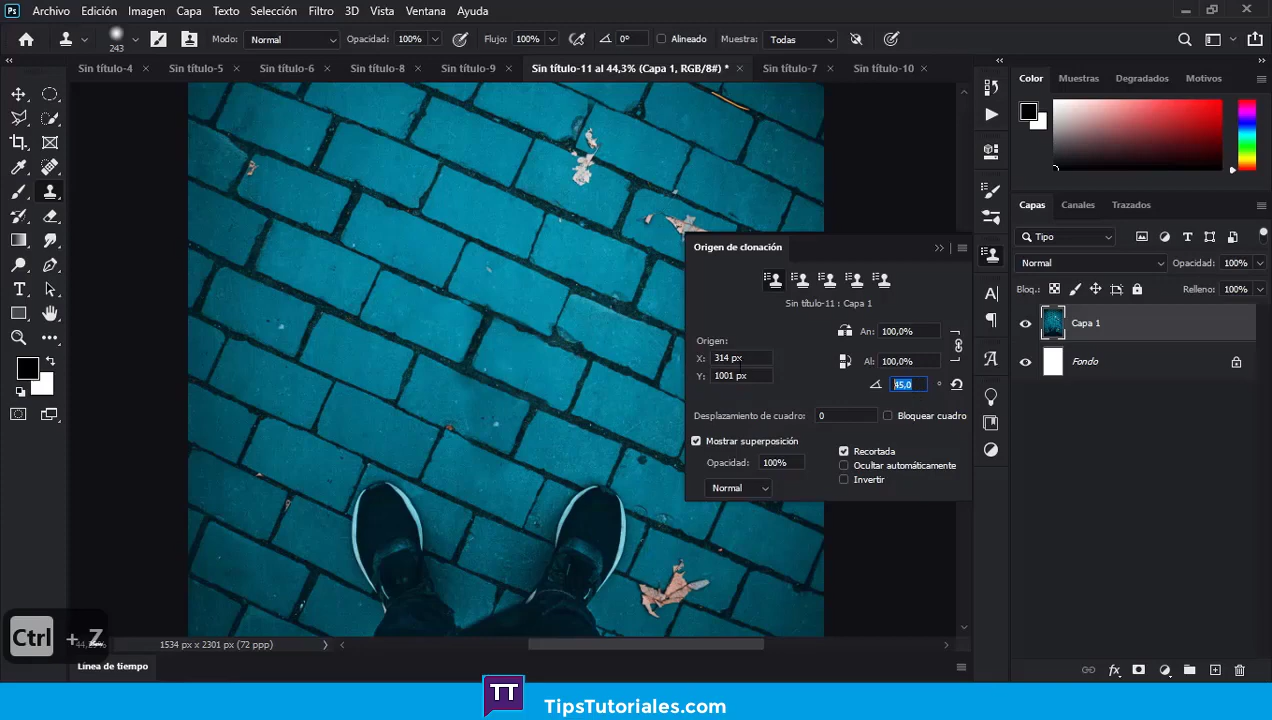 Ps Archivo Edición Imagen Capa Texto Selección Filtro 3D Vista Ventana Ayuda
243 Modo: Normal Opacidad: 100% Flujo: 100% 0° Alineado Muestra: Todas
Sin título-4 × Sin título-5 × Sin título-6 × Sin título-8 × Sin título-9 × Sin título-11 al 44,3% (Capa 1, RGB/8#) * × Sin título-7 × Sin título-10 ×
Color Muestras Degradados Motivos
Capas Canales Trazados
Tipo
Normal Opacidad: 100%
Bloq.: Relleno: 100%
Capa 1
Fondo
Origen de clonación
Sin título-11 : Capa 1
Origen:
X: 314 px
Y: 1001 px
An: 100,0%
Al: 100,0%
45,0 °
Desplazamiento de cuadro: 0 Bloquear cuadro
Mostrar superposición
Opacidad: 100%
Normal
Recortada
Ocultar automáticamente
Invertir
Ctrl + Z
1534 px x 2301 px (72 ppp)
Línea de tiempo
TT TipsTutoriales.com